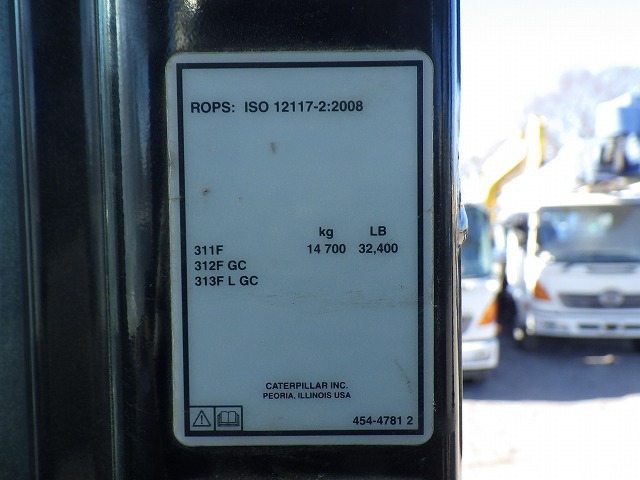 ROPS: ISO 12117-2:2008
kg LB
311F 14 700 32,400
312F GC
313F L GC
CATERPILLAR INC.
PEORIA, ILLINOIS USA
454-4781 2